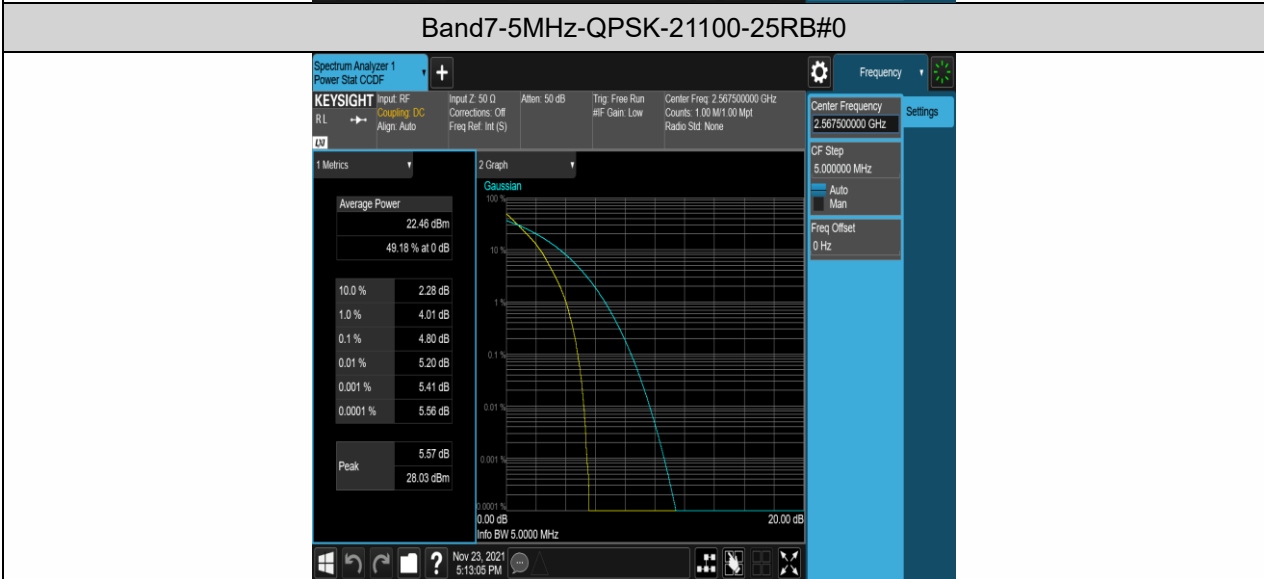 Band7-5MHz-QPSK-21100-25RB#0
Spectrum Analyzer 1
Power Stat CCDF
Frequency
KEYSIGHT
RL
LXI
Input: RF
Coupling: DC
Align: Auto
Input Z: 50 Ω
Corrections: Off
Freq Ref: Int (S)
Atten: 50 dB
Trig: Free Run
#IF Gain: Low
Center Freq: 2.567500000 GHz
Counts: 1.00 M/1.00 Mpt
Radio Std: None
Center Frequency
2.567500000 GHz
Settings
CF Step
5.000000 MHz
Auto
Man
Freq Offset
0 Hz
1 Metrics
Average Power
22.46 dBm
49.18 % at 0 dB
10.0 % 2.28 dB
1.0 % 4.01 dB
0.1 % 4.80 dB
0.01 % 5.20 dB
0.001 % 5.41 dB
0.0001 % 5.56 dB
Peak
5.57 dB
28.03 dBm
2 Graph
Gaussian
100 %
10 %
1 %
0.1 %
0.01 %
0.001 %
0.0001 %
0.00 dB 20.00 dB
Info BW 5.0000 MHz
Nov 23, 2021
5:13:05 PM